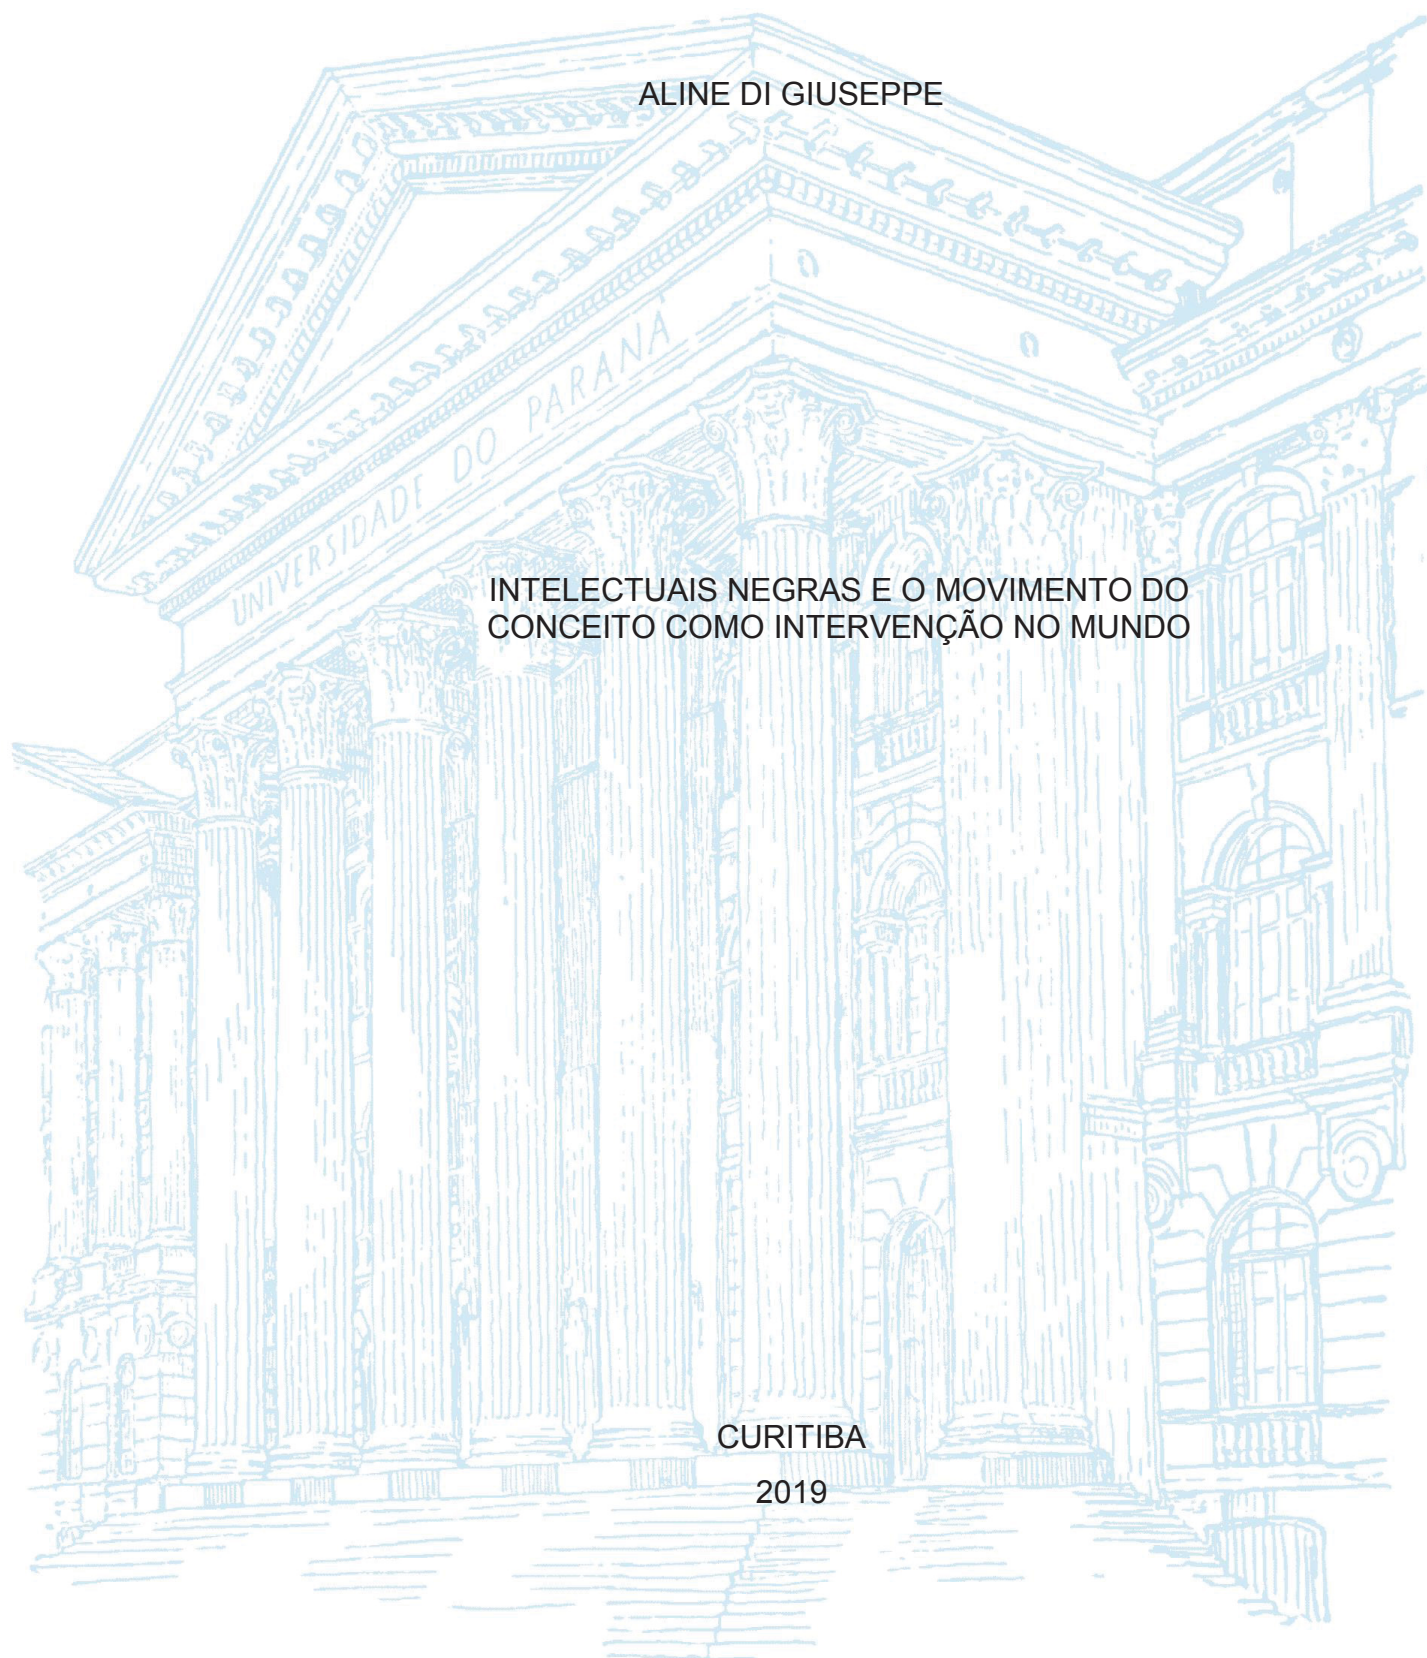 ALINE DI GIUSEPPE
UNIVERSIDADE DO PARANÁ
INTELECTUAIS NEGRAS E O MOVIMENTO DO
CONCEITO COMO INTERVENÇÃO NO MUNDO
CURITIBA
2019